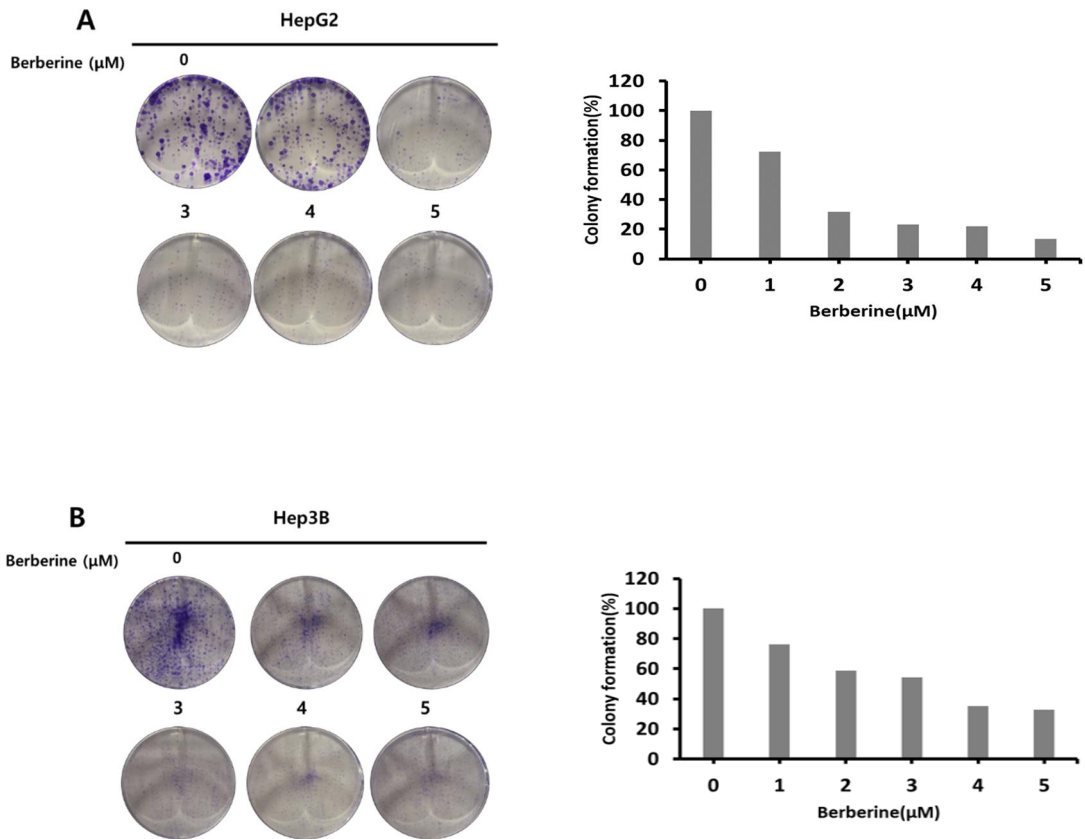 A
HepG2
Berberine (μM)
0
3 4 5
Colony formation(%)
120
100
80
60
40
20
0
0 1 2 3 4 5
Berberine(μM)
B
Hep3B
Berberine (μM)
0
3 4 5
Colony formation(%)
120
100
80
60
40
20
0
0 1 2 3 4 5
Berberine(μM)